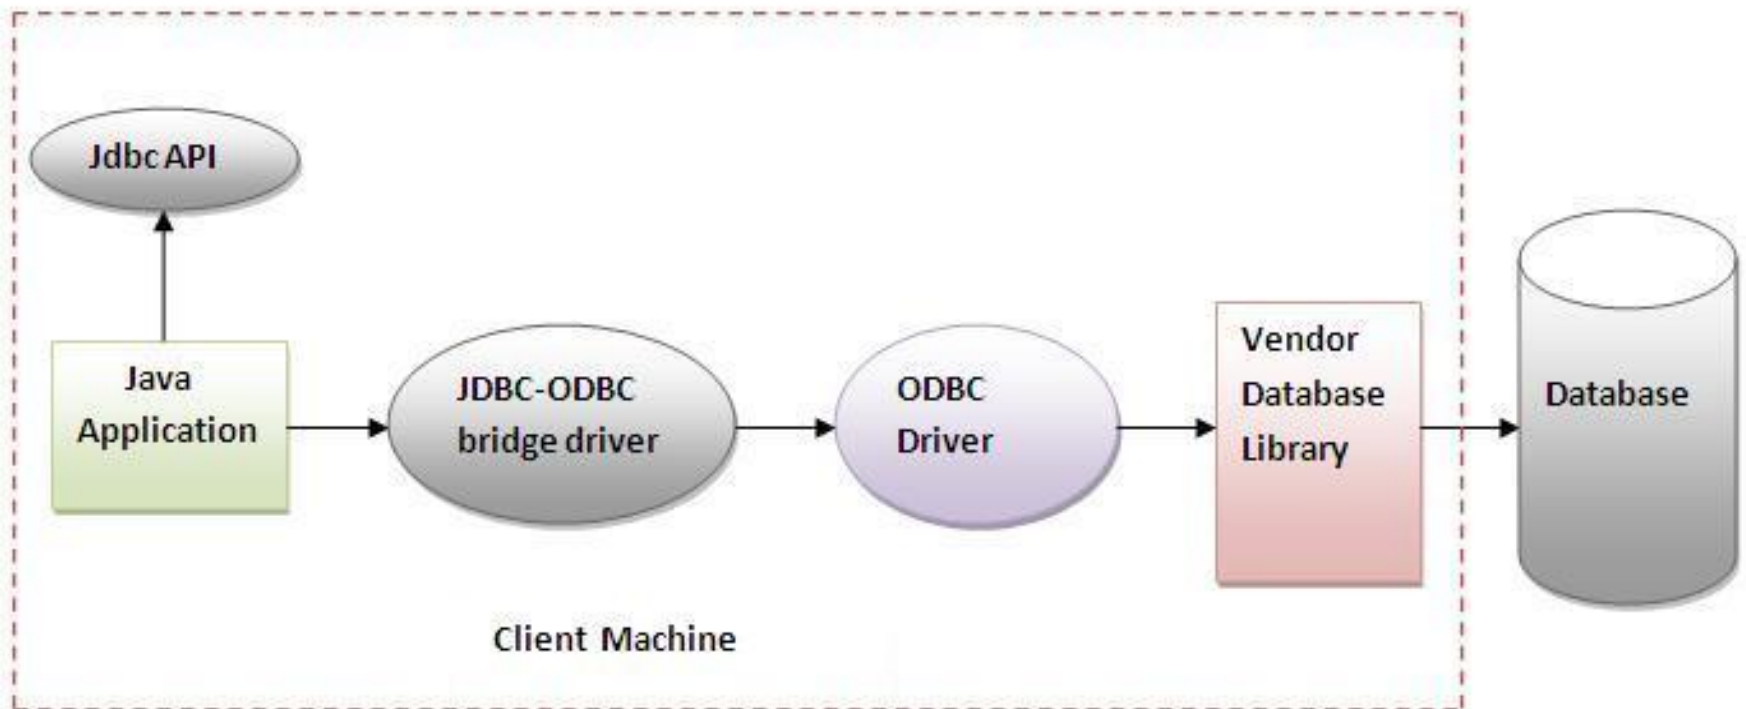 Jdbc API
Java
Application
JDBC-ODBC
bridge driver
ODBC
Driver
Vendor
Database
Library
Database
Client Machine